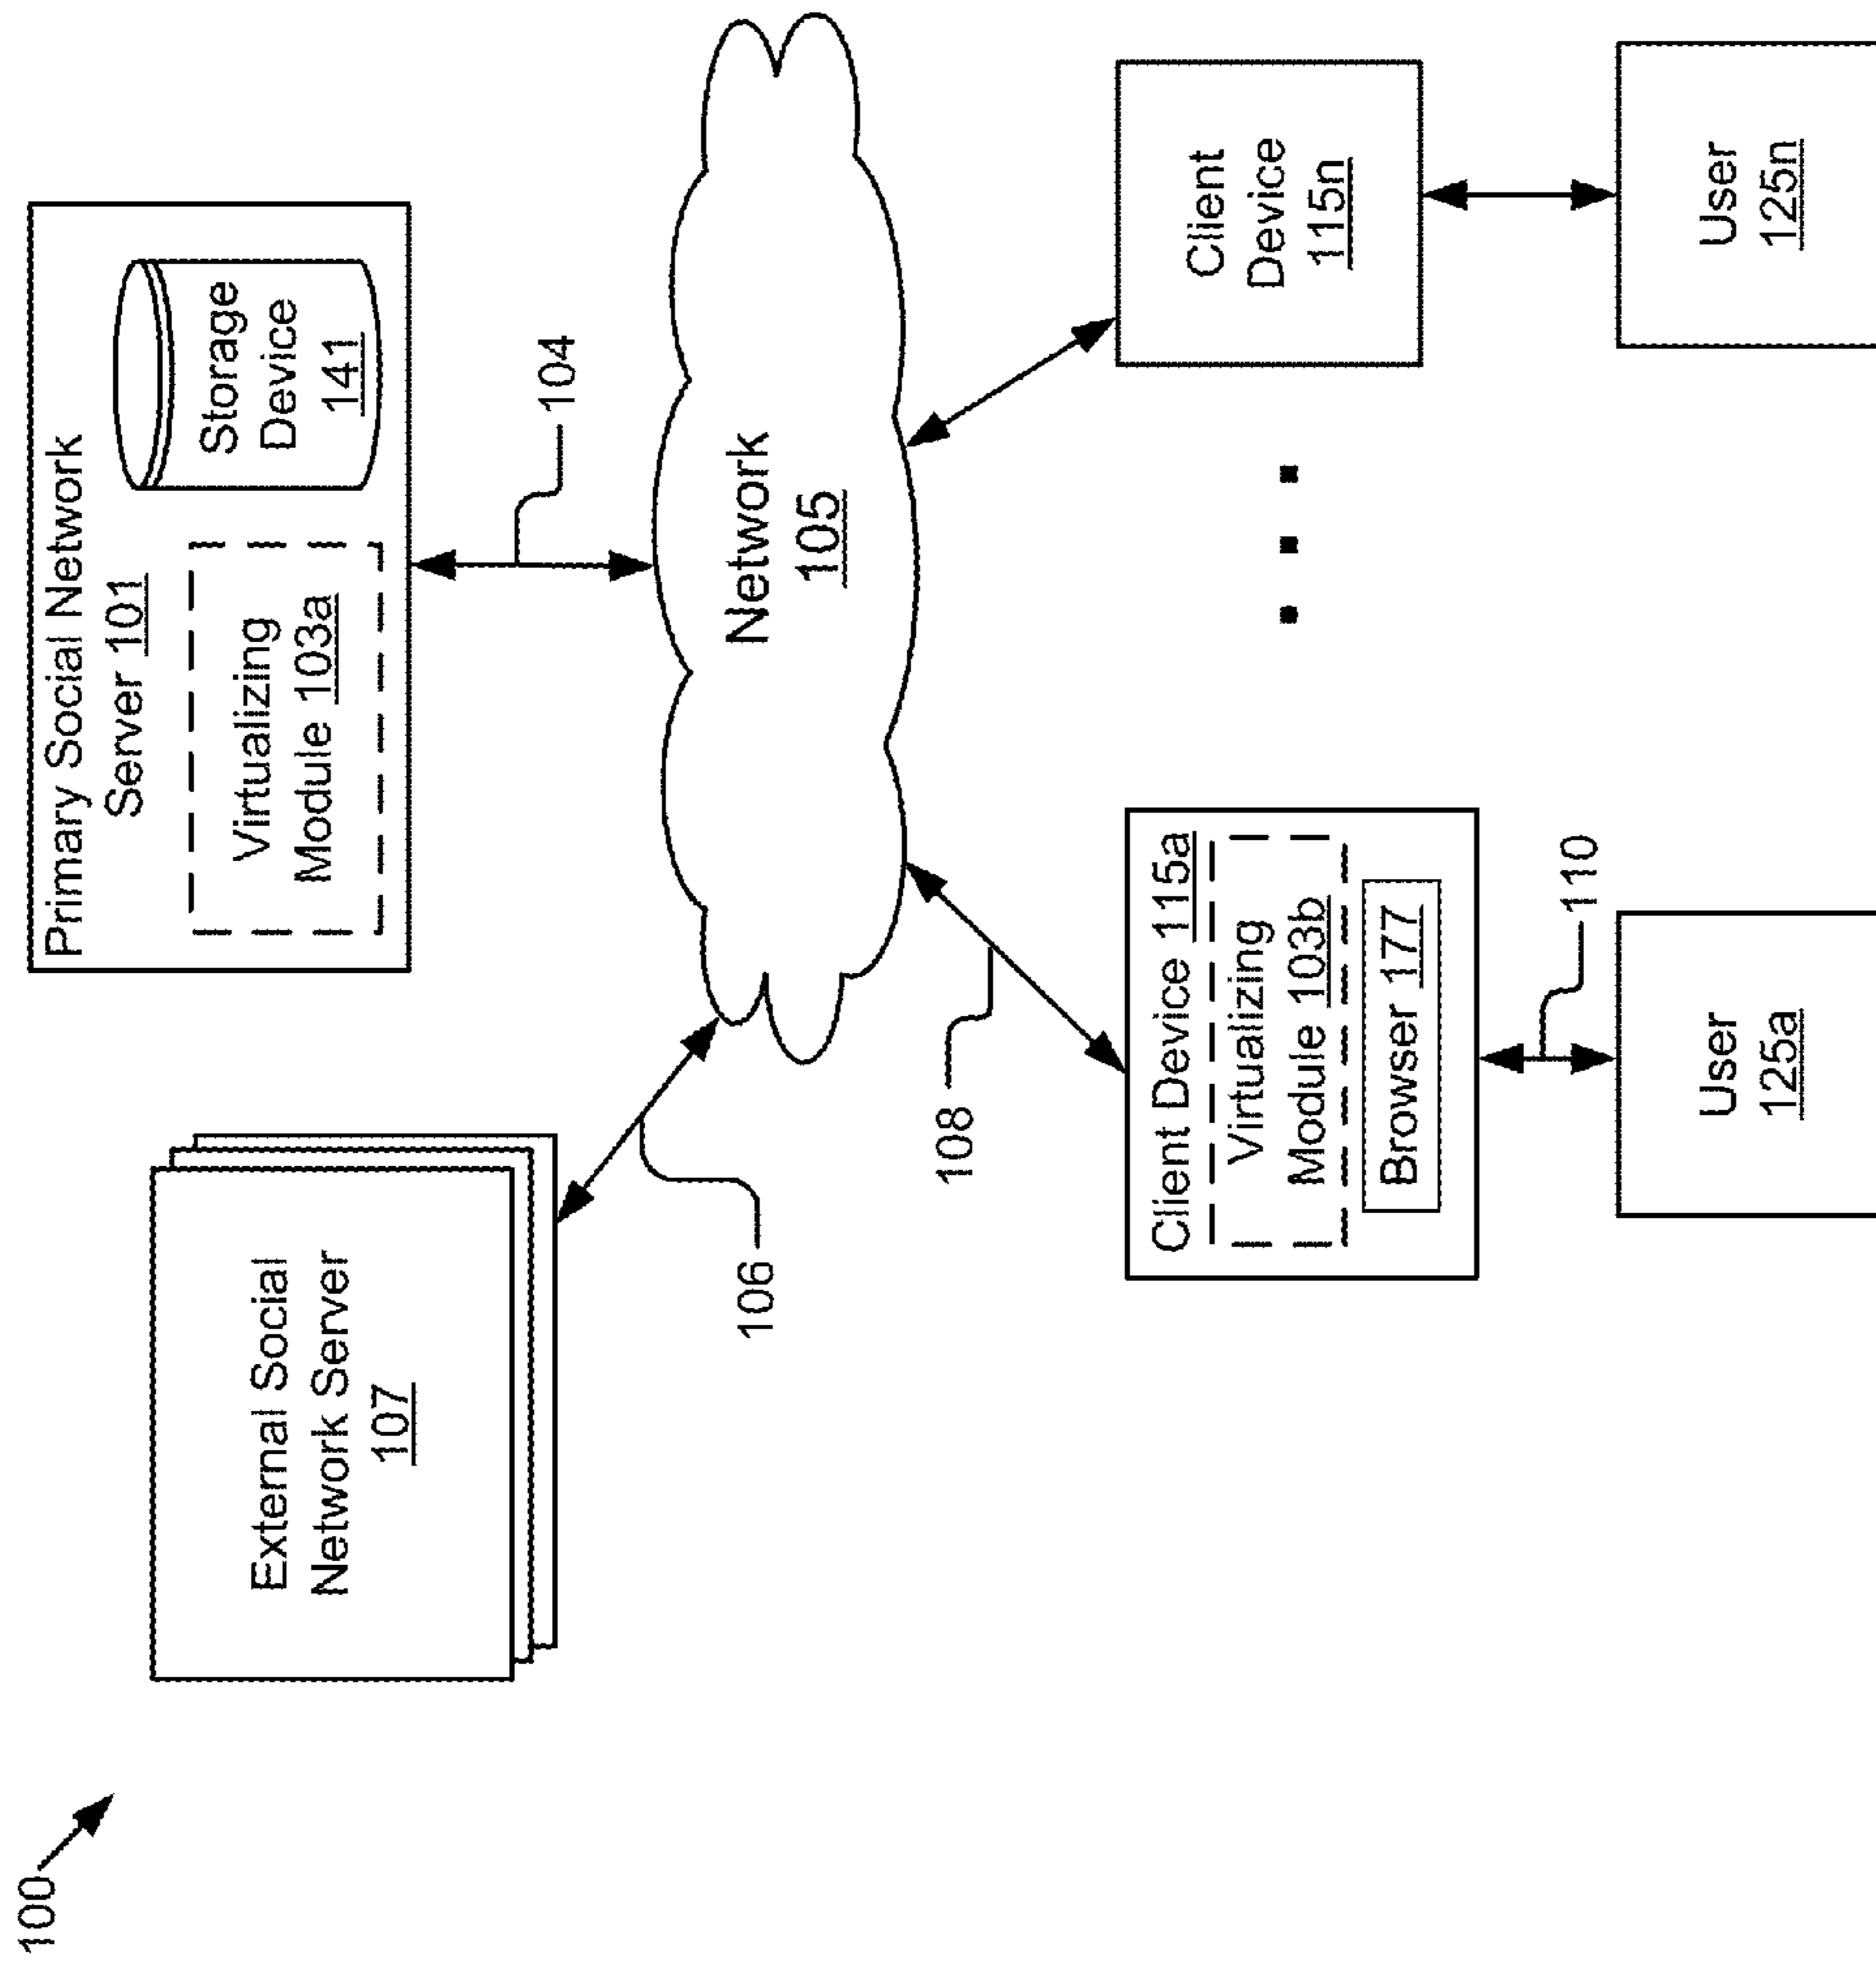 100
External Social
Network Server
107
Primary Social Network
Server 101
Virtualizing
Module 103a
Storage
Device
141
104
106
Network
105
108
Client Device 115a
Virtualizing
Module 103b
Browser 177
Client
Device
115n
110
User
125a
User
125n